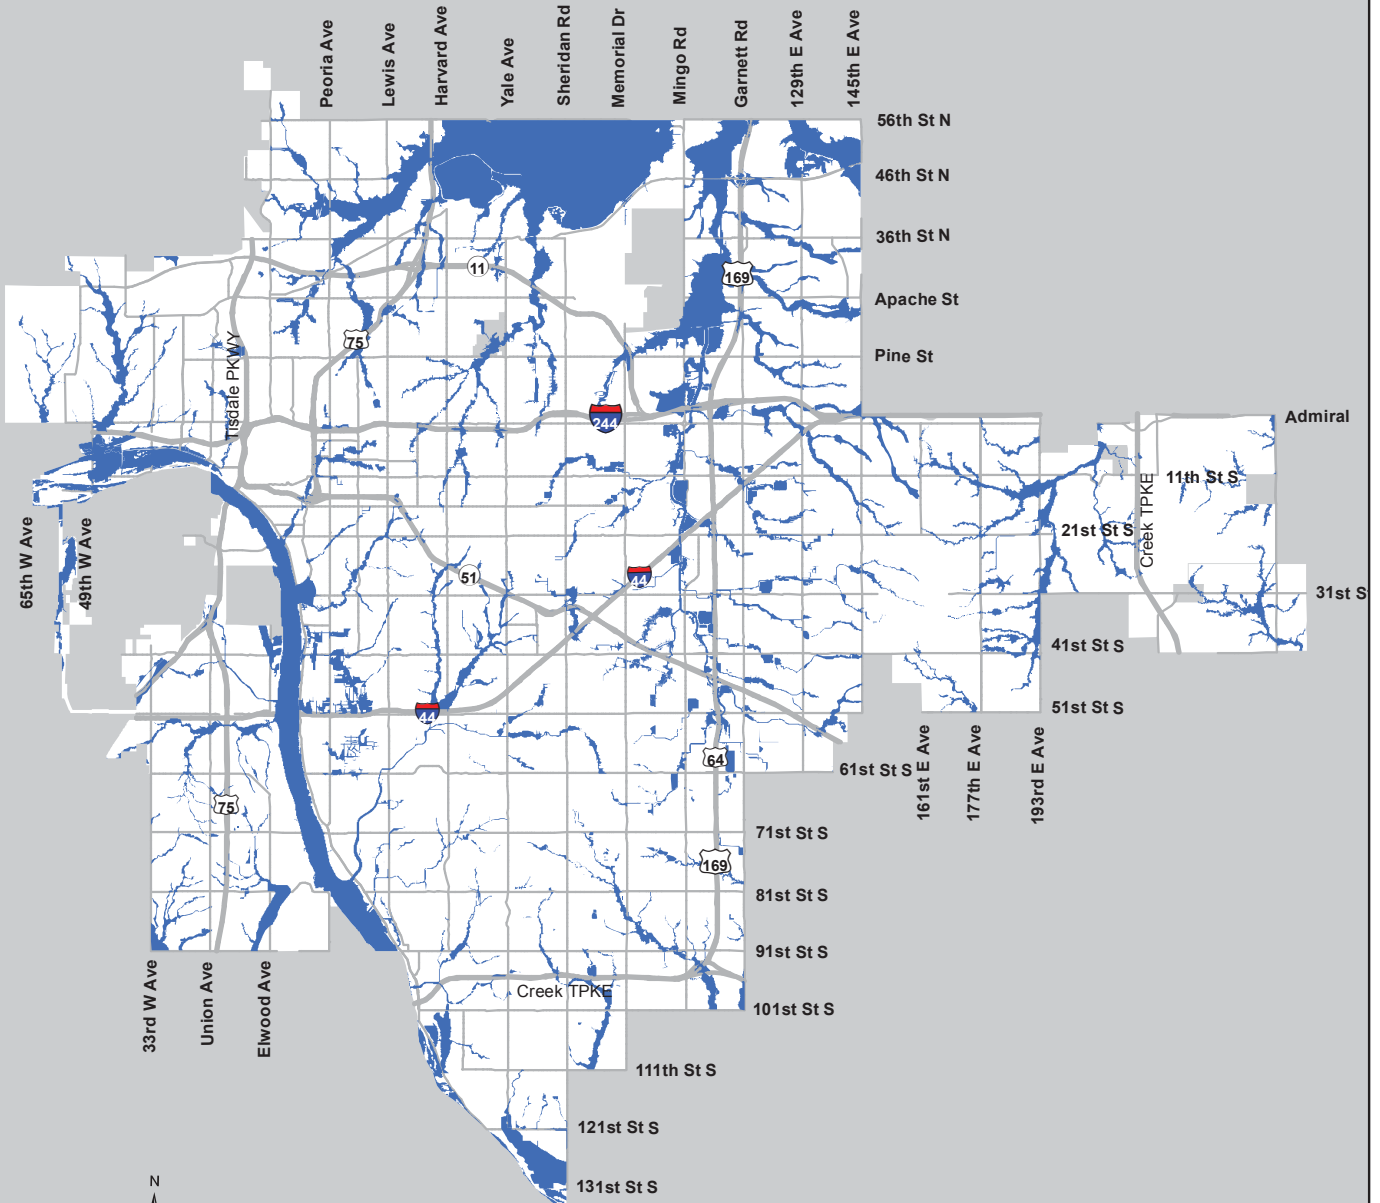 Peoria Ave
Lewis Ave
Harvard Ave
Yale Ave
Sheridan Rd
Memorial Dr
Mingo Rd
Garnett Rd
129th E Ave
145th E Ave
56th St N
46th St N
36th St N
11
169
Apache St
75
Tisdale PKWY
Pine St
244
Admiral
11th St S
Creek TPKE
21st St S
65th W Ave
49th W Ave
51
44
31st St
41st St S
44
51st St S
64
61st St S
161st E Ave
177th E Ave
193rd E Ave
75
71st St S
169
81st St S
91st St S
33rd W Ave
Union Ave
Elwood Ave
Creek TPKE
101st St S
111th St S
121st St S
N
131st St S